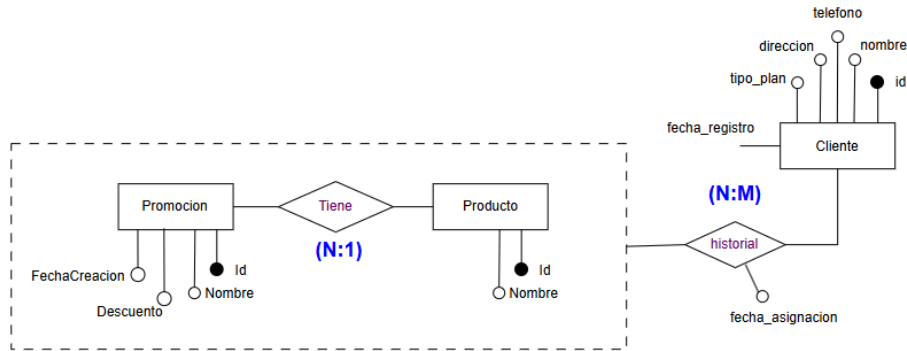 telefono
direccion
nombre
tipo_plan
id
fecha_registro
Cliente
(N:M)
Promocion
Tiene
Producto
(N:1)
historial
FechaCreacion
Id
Nombre
Descuento
Id
Nombre
fecha_asignacion